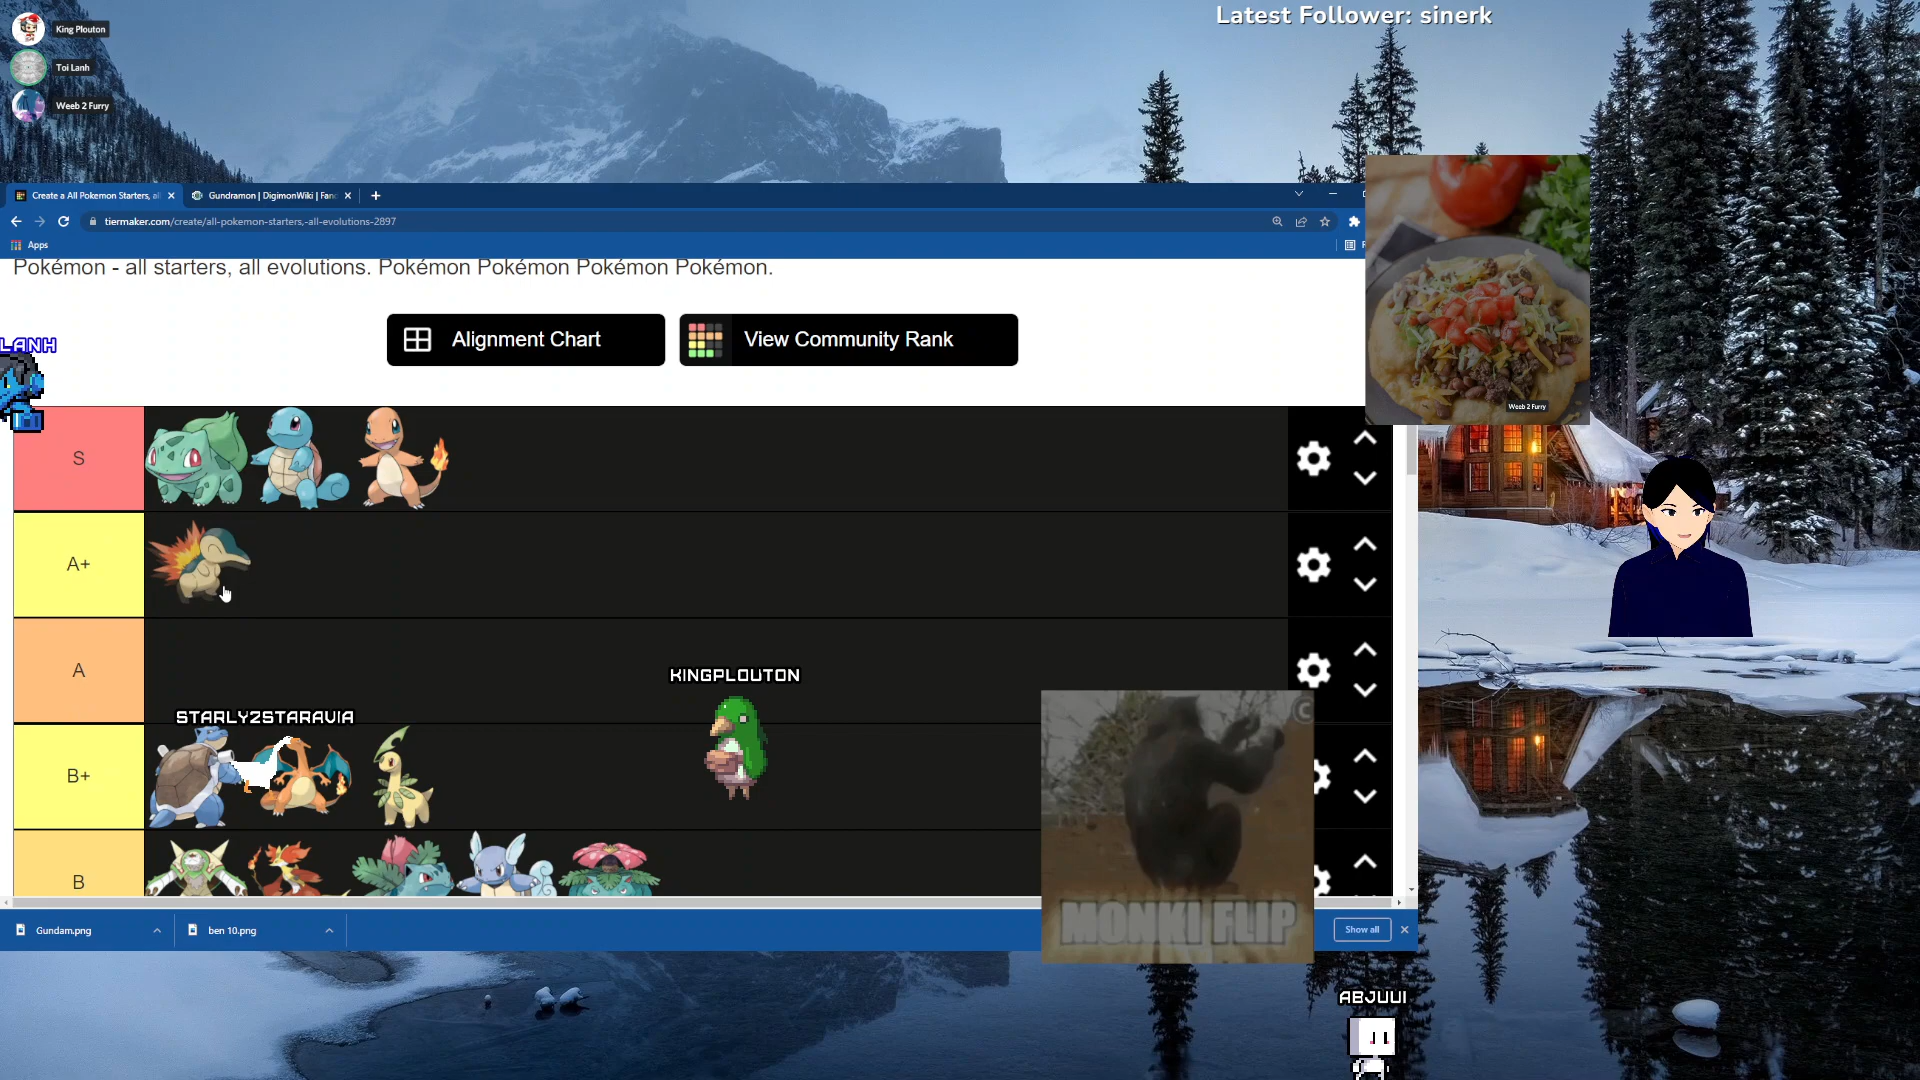 King Plouton
Latest Follower: sinerk
Toi Lanh
Weeb 2 Furry
Create a All Pokemon Starters, al
Gundramon | DigimonWiki | Fan
tiermaker.com/create/all-pokemon-starters,-all-evolutions-2897
Apps
Pokémon - all starters, all evolutions. Pokémon Pokémon Pokémon Pokémon.
Alignment Chart
View Community Rank
LANH
Weeb 2 Furry
S
A+
A
KINGPLOUTON
STARLY2STARAVIA
B+
B
MONKI FLIP
Gundam.png
ben 10.png
Show all
ABJUUI